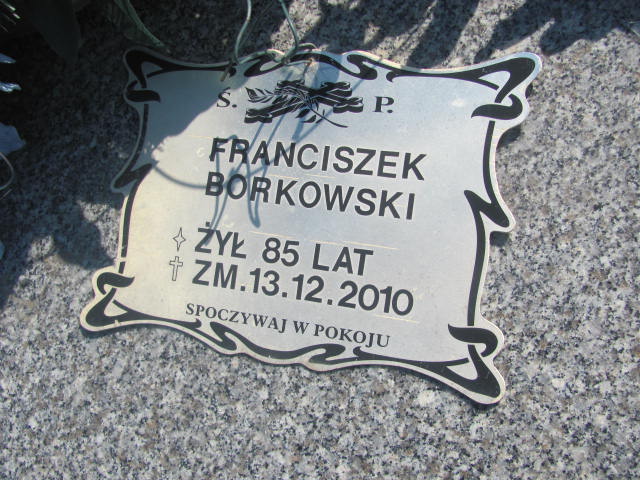 S. P.
FRANCISZEK
BORKOWSKI
ŻYŁ 85 LAT
ZM.13.12.2010
SPOCZYWAJ W POKOJU